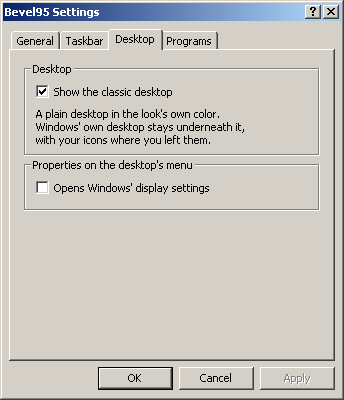 Bevel95 Settings
General
Taskbar
Desktop
Programs
Desktop
Show the classic desktop
A plain desktop in the look's own color.
Windows' own desktop stays underneath it,
with your icons where you left them.
Properties on the desktop's menu
Opens Windows' display settings
OK
Cancel
Apply